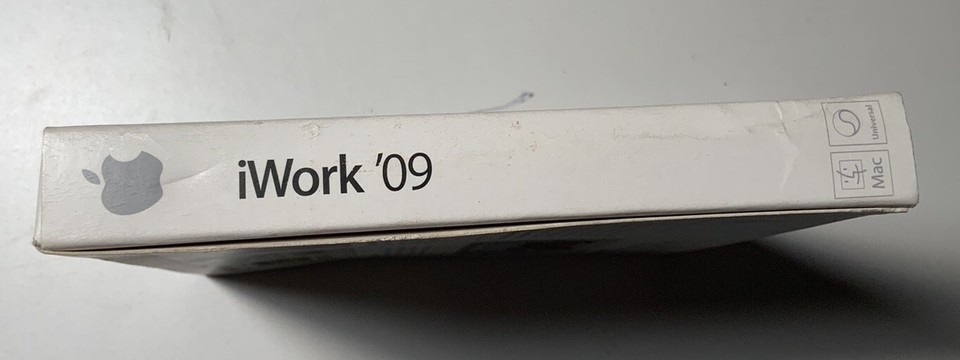 iWork ’09
Universal
Mac